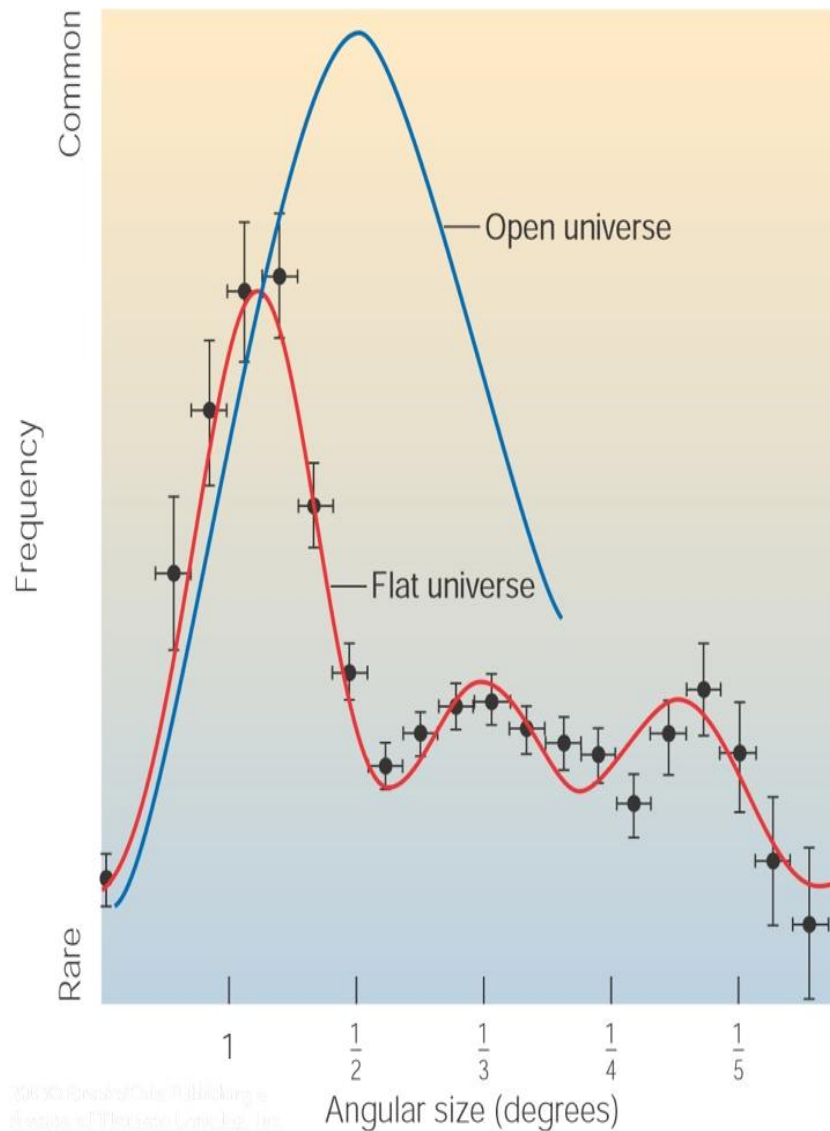 Common
Open universe
Frequency
Flat universe
Rare
1
1/2
1/3
1/4
1/5
Angular size (degrees)